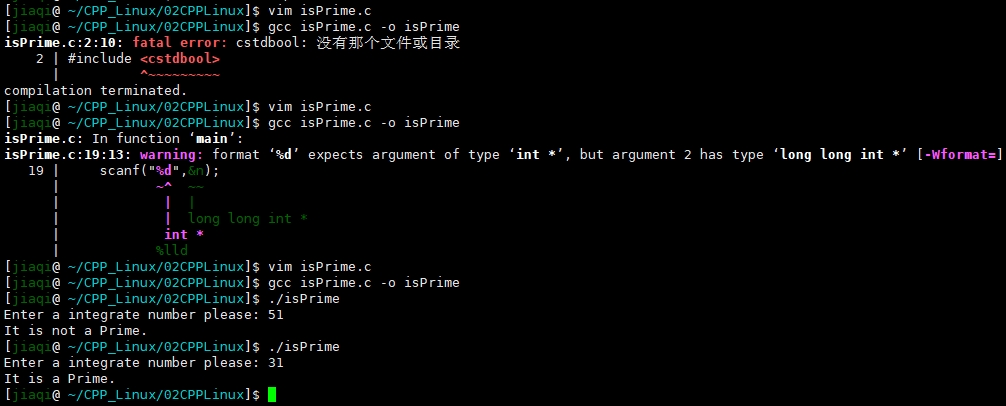 [jiaqi@ ~/CPP_Linux/02CPPLinux]$ vim isPrime.c
[jiaqi@ ~/CPP_Linux/02CPPLinux]$ gcc isPrime.c -o isPrime
isPrime.c:2:10: fatal error: cstdbool: 没有那个文件或目录
    2 | #include <cstdbool>
      |          ^~~~~~~~~~
compilation terminated.
[jiaqi@ ~/CPP_Linux/02CPPLinux]$ vim isPrime.c
[jiaqi@ ~/CPP_Linux/02CPPLinux]$ gcc isPrime.c -o isPrime
isPrime.c: In function ‘main’:
isPrime.c:19:13: warning: format ‘%d’ expects argument of type ‘int *’, but argument 2 has type ‘long long int *’ [-Wformat=]
   19 |     scanf("%d",&n);
      |            ~^  ~~
      |             |  |
      |             |  long long int *
      |             int *
      |            %lld
[jiaqi@ ~/CPP_Linux/02CPPLinux]$ vim isPrime.c
[jiaqi@ ~/CPP_Linux/02CPPLinux]$ gcc isPrime.c -o isPrime
[jiaqi@ ~/CPP_Linux/02CPPLinux]$ ./isPrime
Enter a integrate number please: 51
It is not a Prime.
[jiaqi@ ~/CPP_Linux/02CPPLinux]$ ./isPrime
Enter a integrate number please: 31
It is a Prime.
[jiaqi@ ~/CPP_Linux/02CPPLinux]$